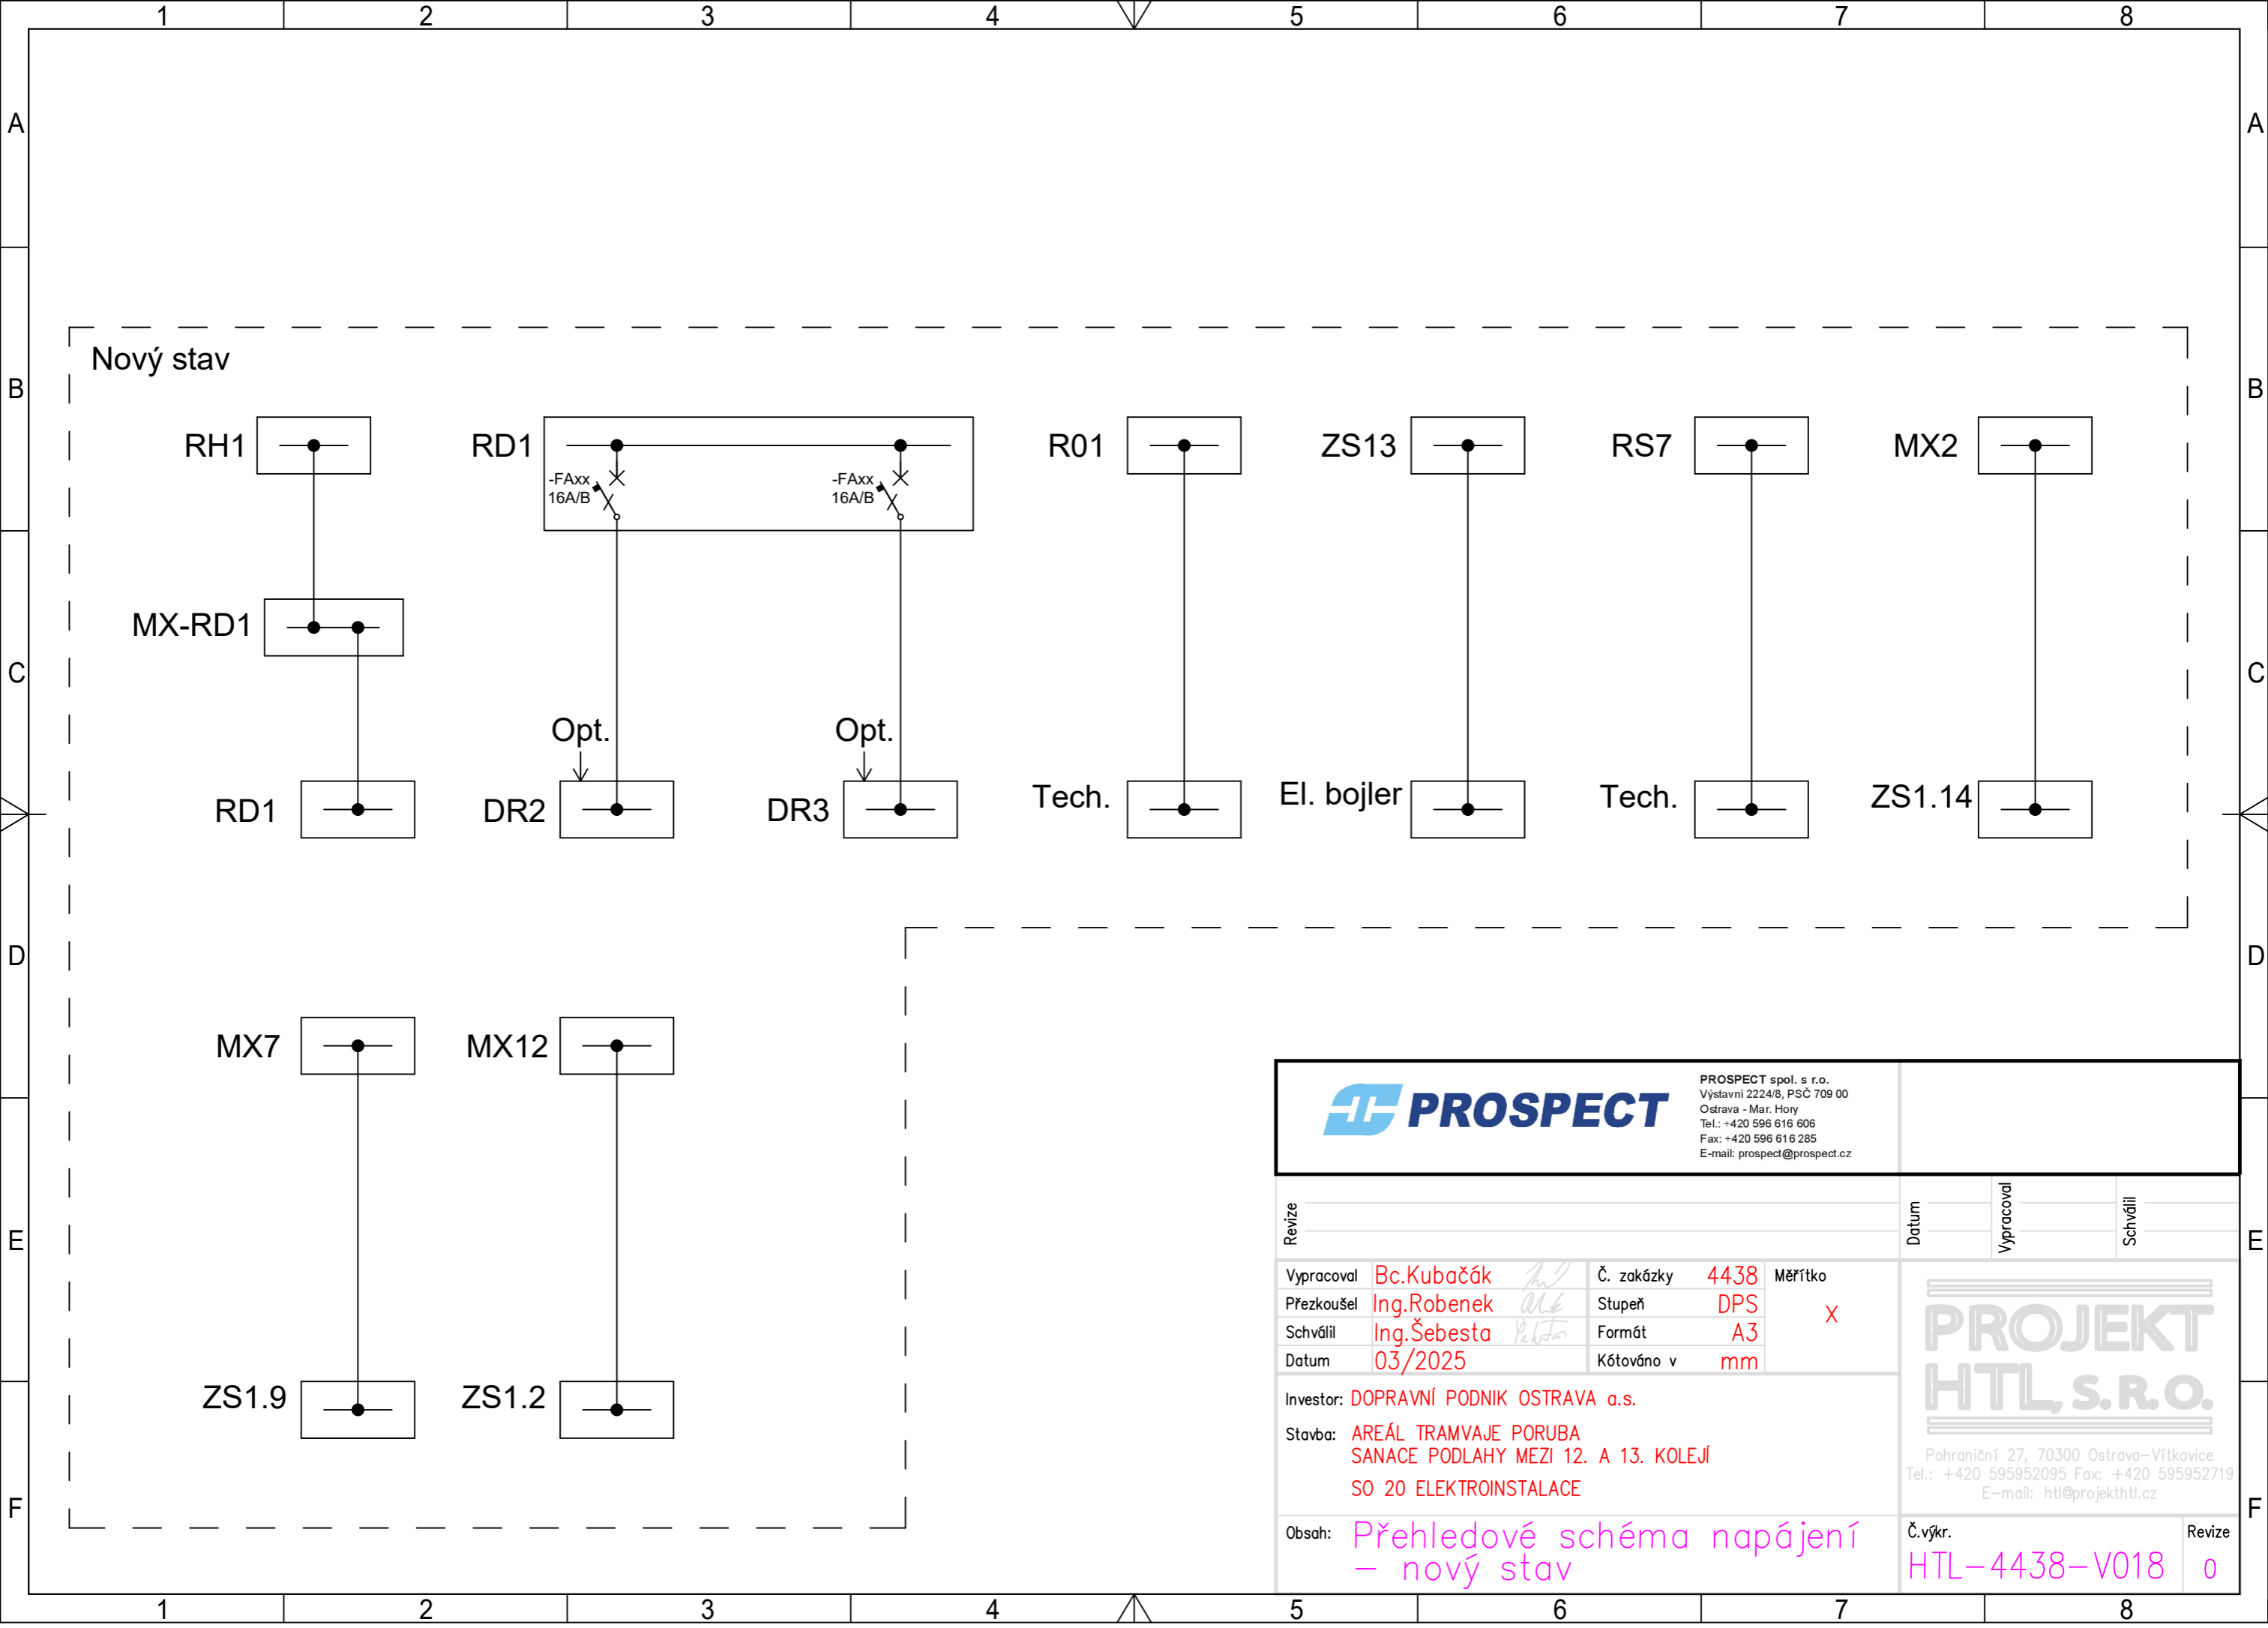 1 2 3 4 5 6 7 8
A A
Nový stav
B B
RH1 RD1 R01 ZS13 RS7 MX2
-FAxx -FAxx
16A/B 16A/B
MX-RD1
C C
Opt. Opt.
RD1 DR2 DR3 Tech. El. bojler Tech. ZS1.14
D D
MX7 MX12
PROSPECT
PROSPECT spol. s r.o.
Výstavní 2224/8, PSČ 709 00
Ostrava - Mar. Hory
Tel.: +420 596 616 606
Fax: +420 596 616 285
E-mail: prospect@prospect.cz
Revize Datum Vypracoval Schválil
E E
Vypracoval Bc.Kubačák Č. zakázky 4438 Měřítko
Přezkoušel Ing.Robenek Stupeň DPS X
Schválil Ing.Šebesta Formát A3
Datum 03/2025 Kótováno v mm
PROJEKT
HTL, S.R.O.
Pohraniční 27, 70300 Ostrava-Vítkovice
Tel.: +420 595952095 Fax: +420 595952719
E-mail: htl@projekthtl.cz
ZS1.9 ZS1.2
Investor: DOPRAVNÍ PODNIK OSTRAVA a.s.
Stavba: AREÁL TRAMVAJE PORUBA
SANACE PODLAHY MEZI 12. A 13. KOLEJÍ
SO 20 ELEKTROINSTALACE
F F
Obsah: Přehledové schéma napájení
- nový stav
Č.výkr. Revize
HTL-4438-V018 0
1 2 3 4 5 6 7 8